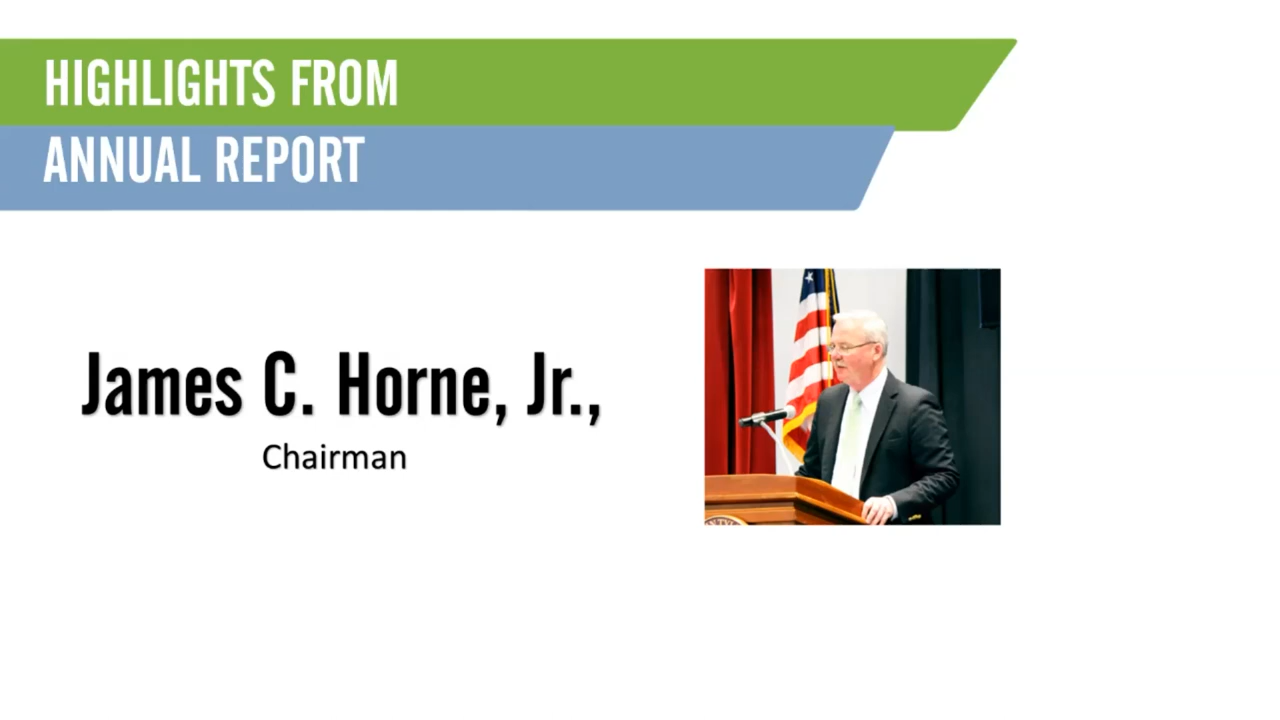 HIGHLIGHTS FROM
ANNUAL REPORT
James C. Horne, Jr.,
Chairman